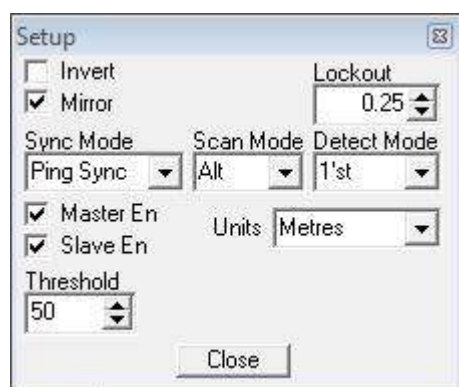 Setup
Invert
Lockout
Mirror
0.25
Sync Mode Scan Mode Detect Mode
Ping Sync Alt 1'st
Master En
Units Metres
Slave En
Threshold
50
Close